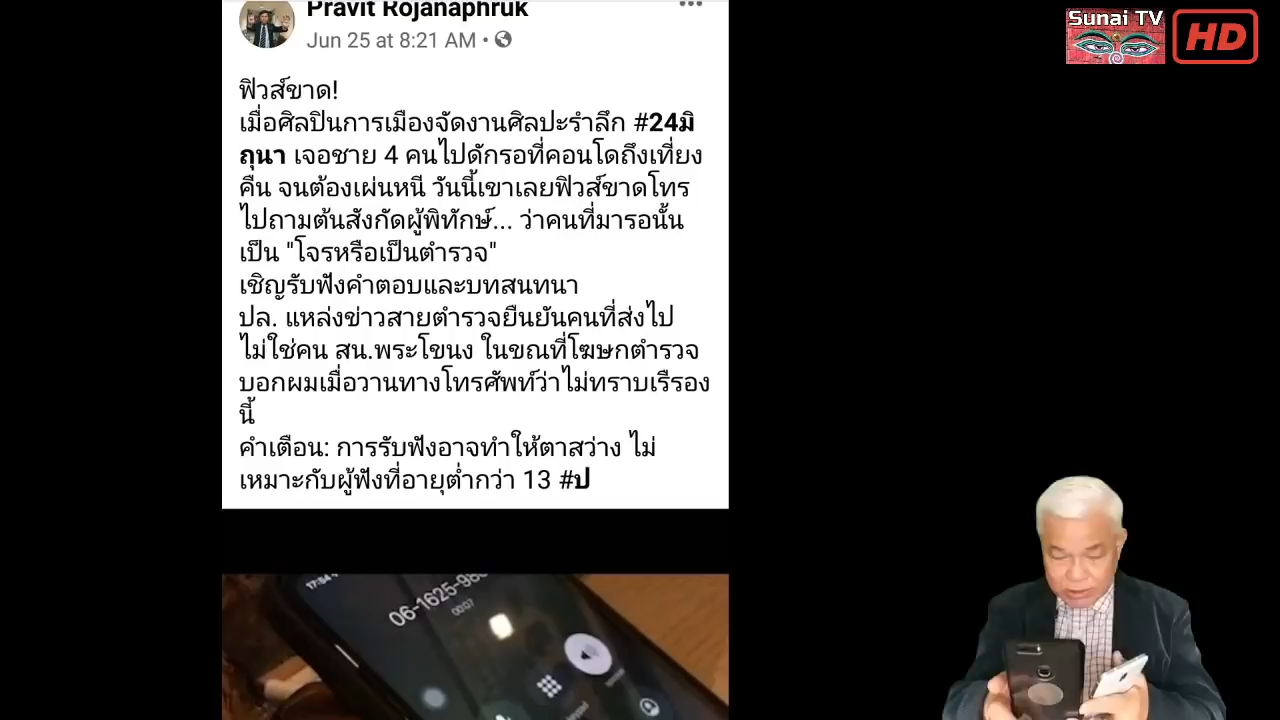 Pravit Rojanaphruk
Jun 25 at 8:21 AM
Sunai TV
HD
ฟิวส์ขาด!
เมื่อศิลปินการเมืองจัดงานศิลปะรำลึก #24มิ
ถุนา เจอชาย 4 คนไปดักรอที่คอนโดถึงเที่ยง
คืน จนต้องเผ่นหนี วันนี้เขาเลยฟิวส์ขาดโทร
ไปถามต้นสังกัดผู้พิทักษ์... ว่าคนที่มารอนั้น
เป็น "โจรหรือเป็นตำรวจ"
เชิญรับฟังคำตอบและบทสนทนา
ปล. แหล่งข่าวสายตำรวจยืนยันคนที่ส่งไป
ไม่ใช่คน สน.พระโขนง ในขณที่โฆษกตำรวจ
บอกผมเมื่อวานทางโทรศัพท์ว่าไม่ทราบเรืรอง
นี้
คำเตือน: การรับฟังอาจทำให้ตาสว่าง ไม่
เหมาะกับผู้ฟังที่อายุต่ำกว่า 13 #ป
17:54
06-1625-98
00:07